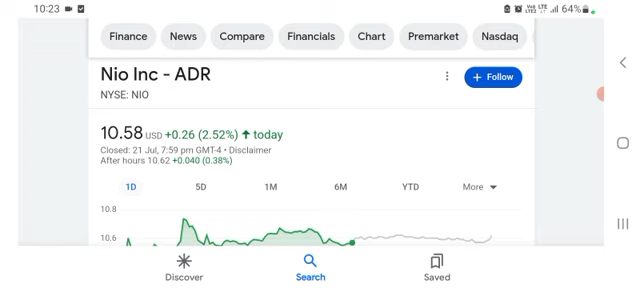 10:23
64%
Finance News Compare Financials Chart Premarket Nasdaq
Nio Inc - ADR
+ Follow
NYSE: NIO
10.58 USD +0.26 (2.52%) ↑ today
Closed: 21 Jul, 7:59 pm GMT-4 • Disclaimer
After hours 10.62 +0.040 (0.38%)
1D 5D 1M 6M YTD More
10.8
10.6
Discover Search Saved